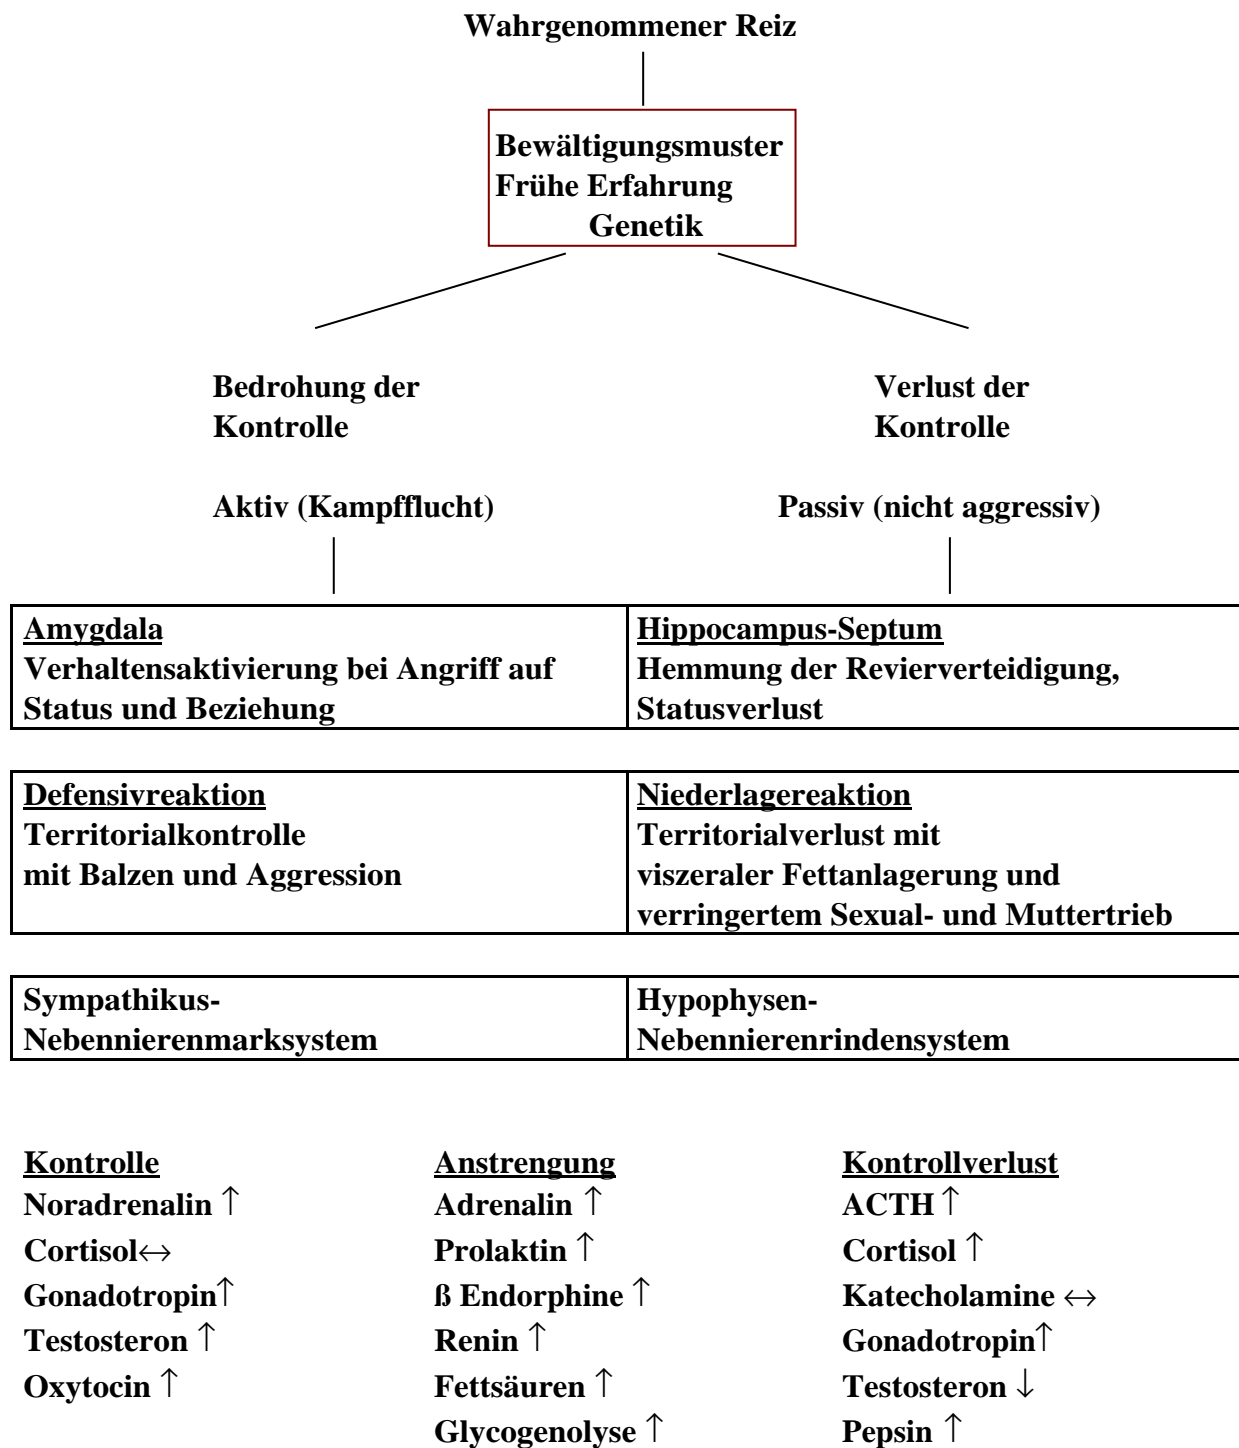 Wahrgenommener Reiz
Bewältigungsmuster
Frühe Erfahrung
Genetik
Bedrohung der
Kontrolle
Verlust der
Kontrolle
Aktiv (Kampfflucht)
Passiv (nicht aggressiv)
Amygdala
Verhaltensaktivierung bei Angriff auf
Status und Beziehung
Hippocampus-Septum
Hemmung der Revierverteidigung,
Statusverlust
Defensivreaktion
Territorialkontrolle
mit Balzen und Aggression
Niederlagereaktion
Territorialverlust mit
viszeraler Fettanlagerung und
verringertem Sexual- und Muttertrieb
Sympathikus-
Nebennierenmarksystem
Hypophysen-
Nebennierenrindensystem
Kontrolle
Noradrenalin ↑
Cortisol↔
Gonadotropin↑
Testosteron ↑
Oxytocin ↑
Anstrengung
Adrenalin ↑
Prolaktin ↑
ß Endorphine ↑
Renin ↑
Fettsäuren ↑
Glycogenolyse ↑
Kontrollverlust
ACTH ↑
Cortisol ↑
Katecholamine ↔
Gonadotropin↑
Testosteron ↓
Pepsin ↑